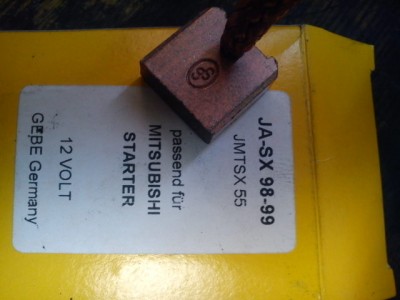 JA-SX 98-99
JMTSX 55
passend für
MITSUBISHI
STARTER
12 VOLT
GEBE Germany